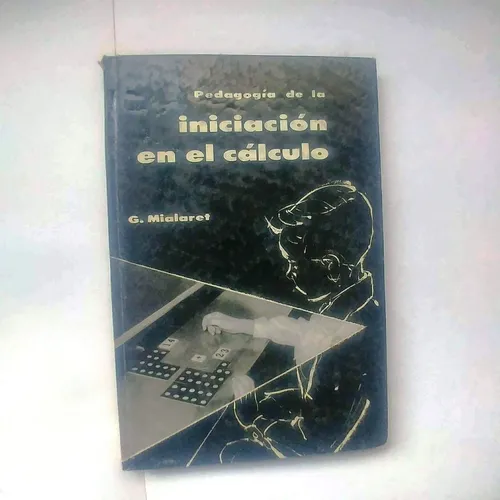 Pedagogía de la
iniciación
en el cálculo
G. Mialaret